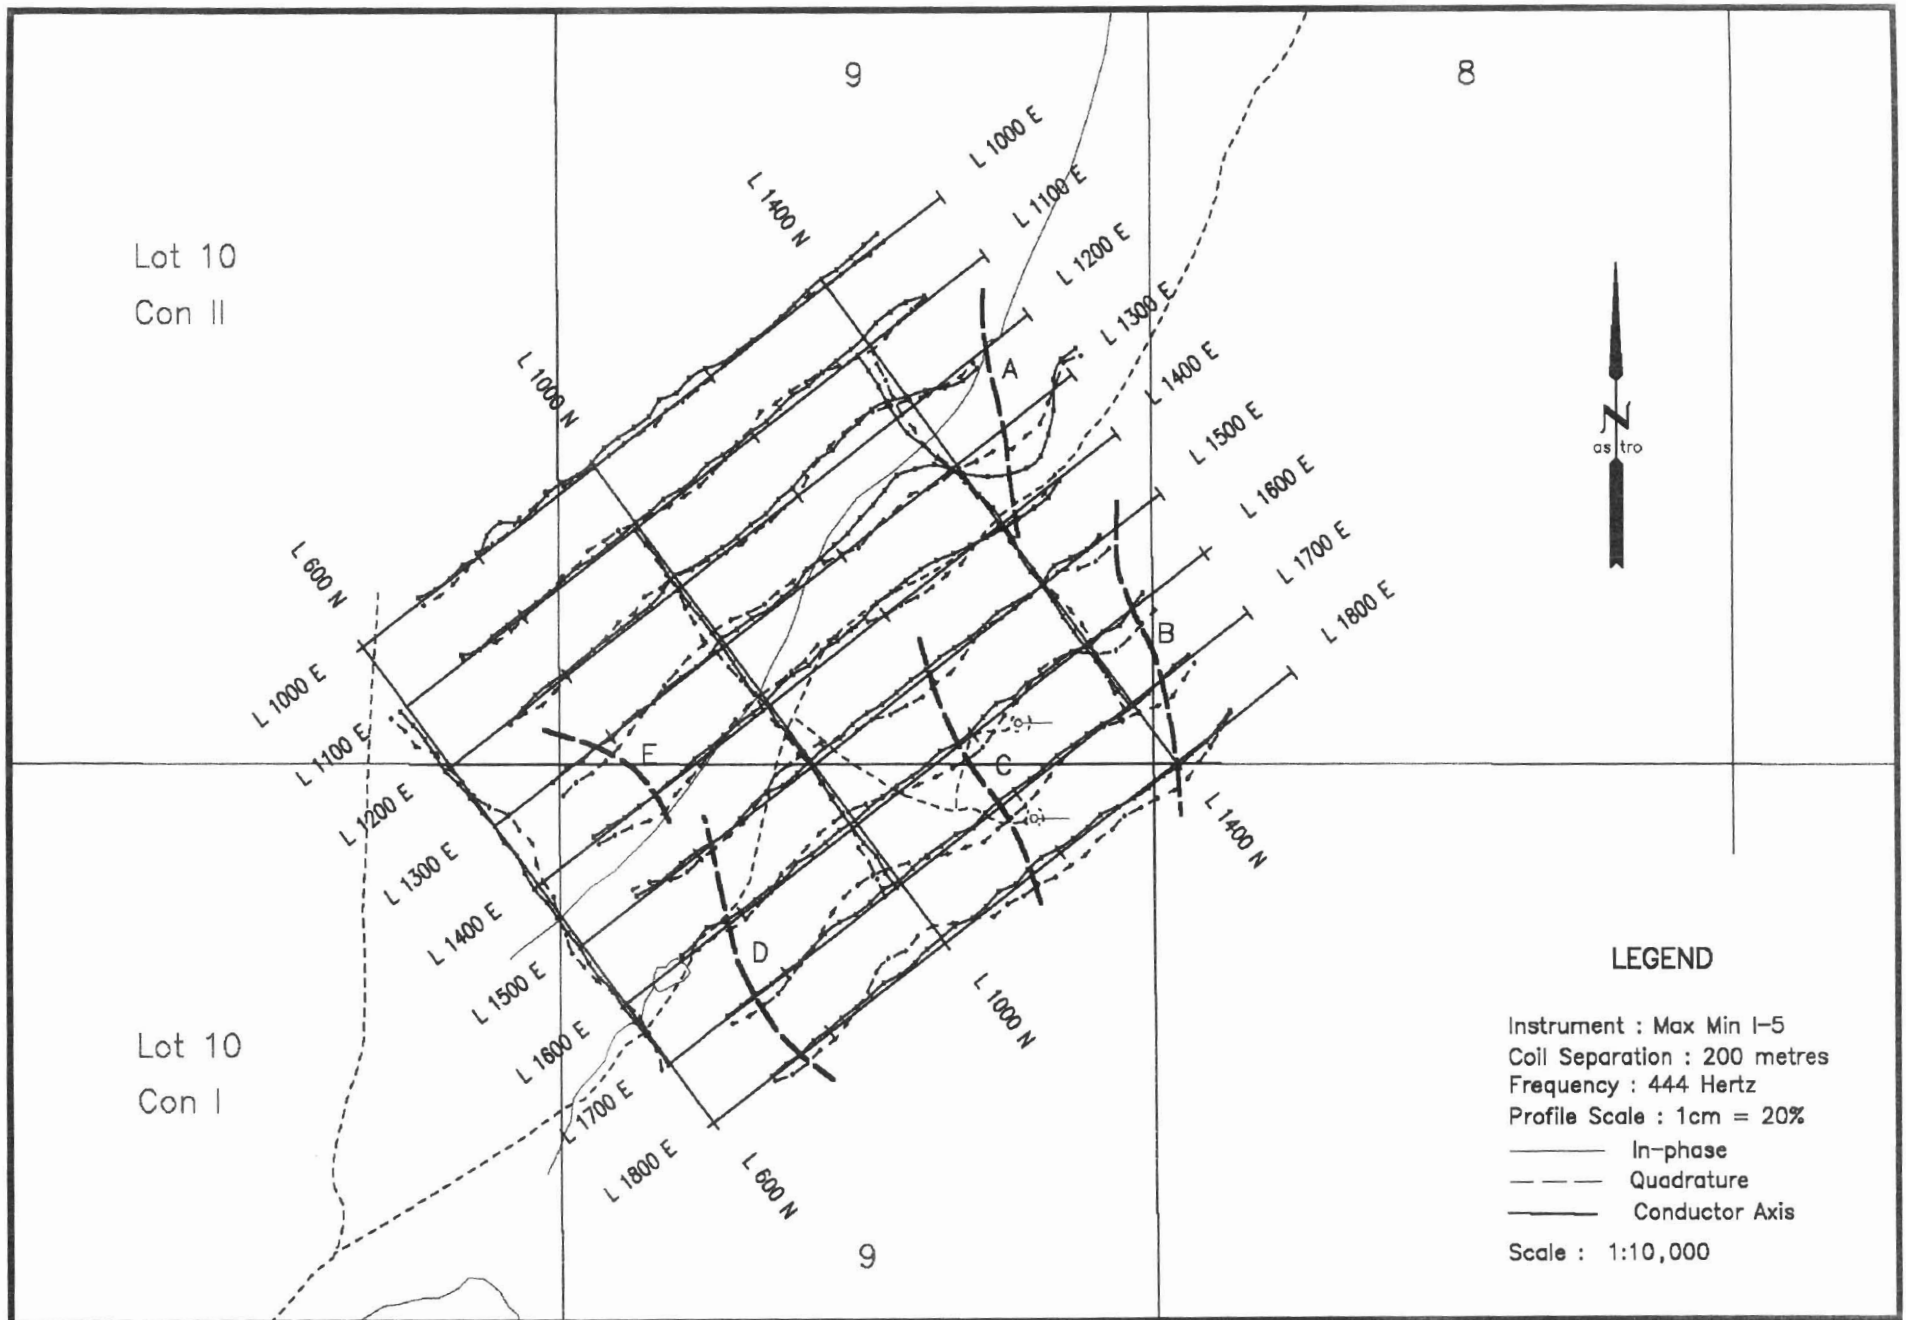 9
8
Lot 10
Con II
L 1000 E
L 1100 E
L 1200 E
L 1300 E
L 1400 E
L 1500 E
L 1600 E
L 1700 E
L 1800 E
L 1400 N
L 1000 N
L 600 N
A
B
C
D
E
N
as tro
L 1000 E
L 1100 E
L 1200 E
L 1300 E
L 1400 E
L 1500 E
L 1600 E
L 1700 E
L 1800 E
L 1400 N
L 1000 N
L 600 N
Lot 10
Con I
9
LEGEND
Instrument : Max Min I-5
Coil Separation : 200 metres
Frequency : 444 Hertz
Profile Scale : 1cm = 20%
In-phase
Quadrature
Conductor Axis
Scale : 1:10,000